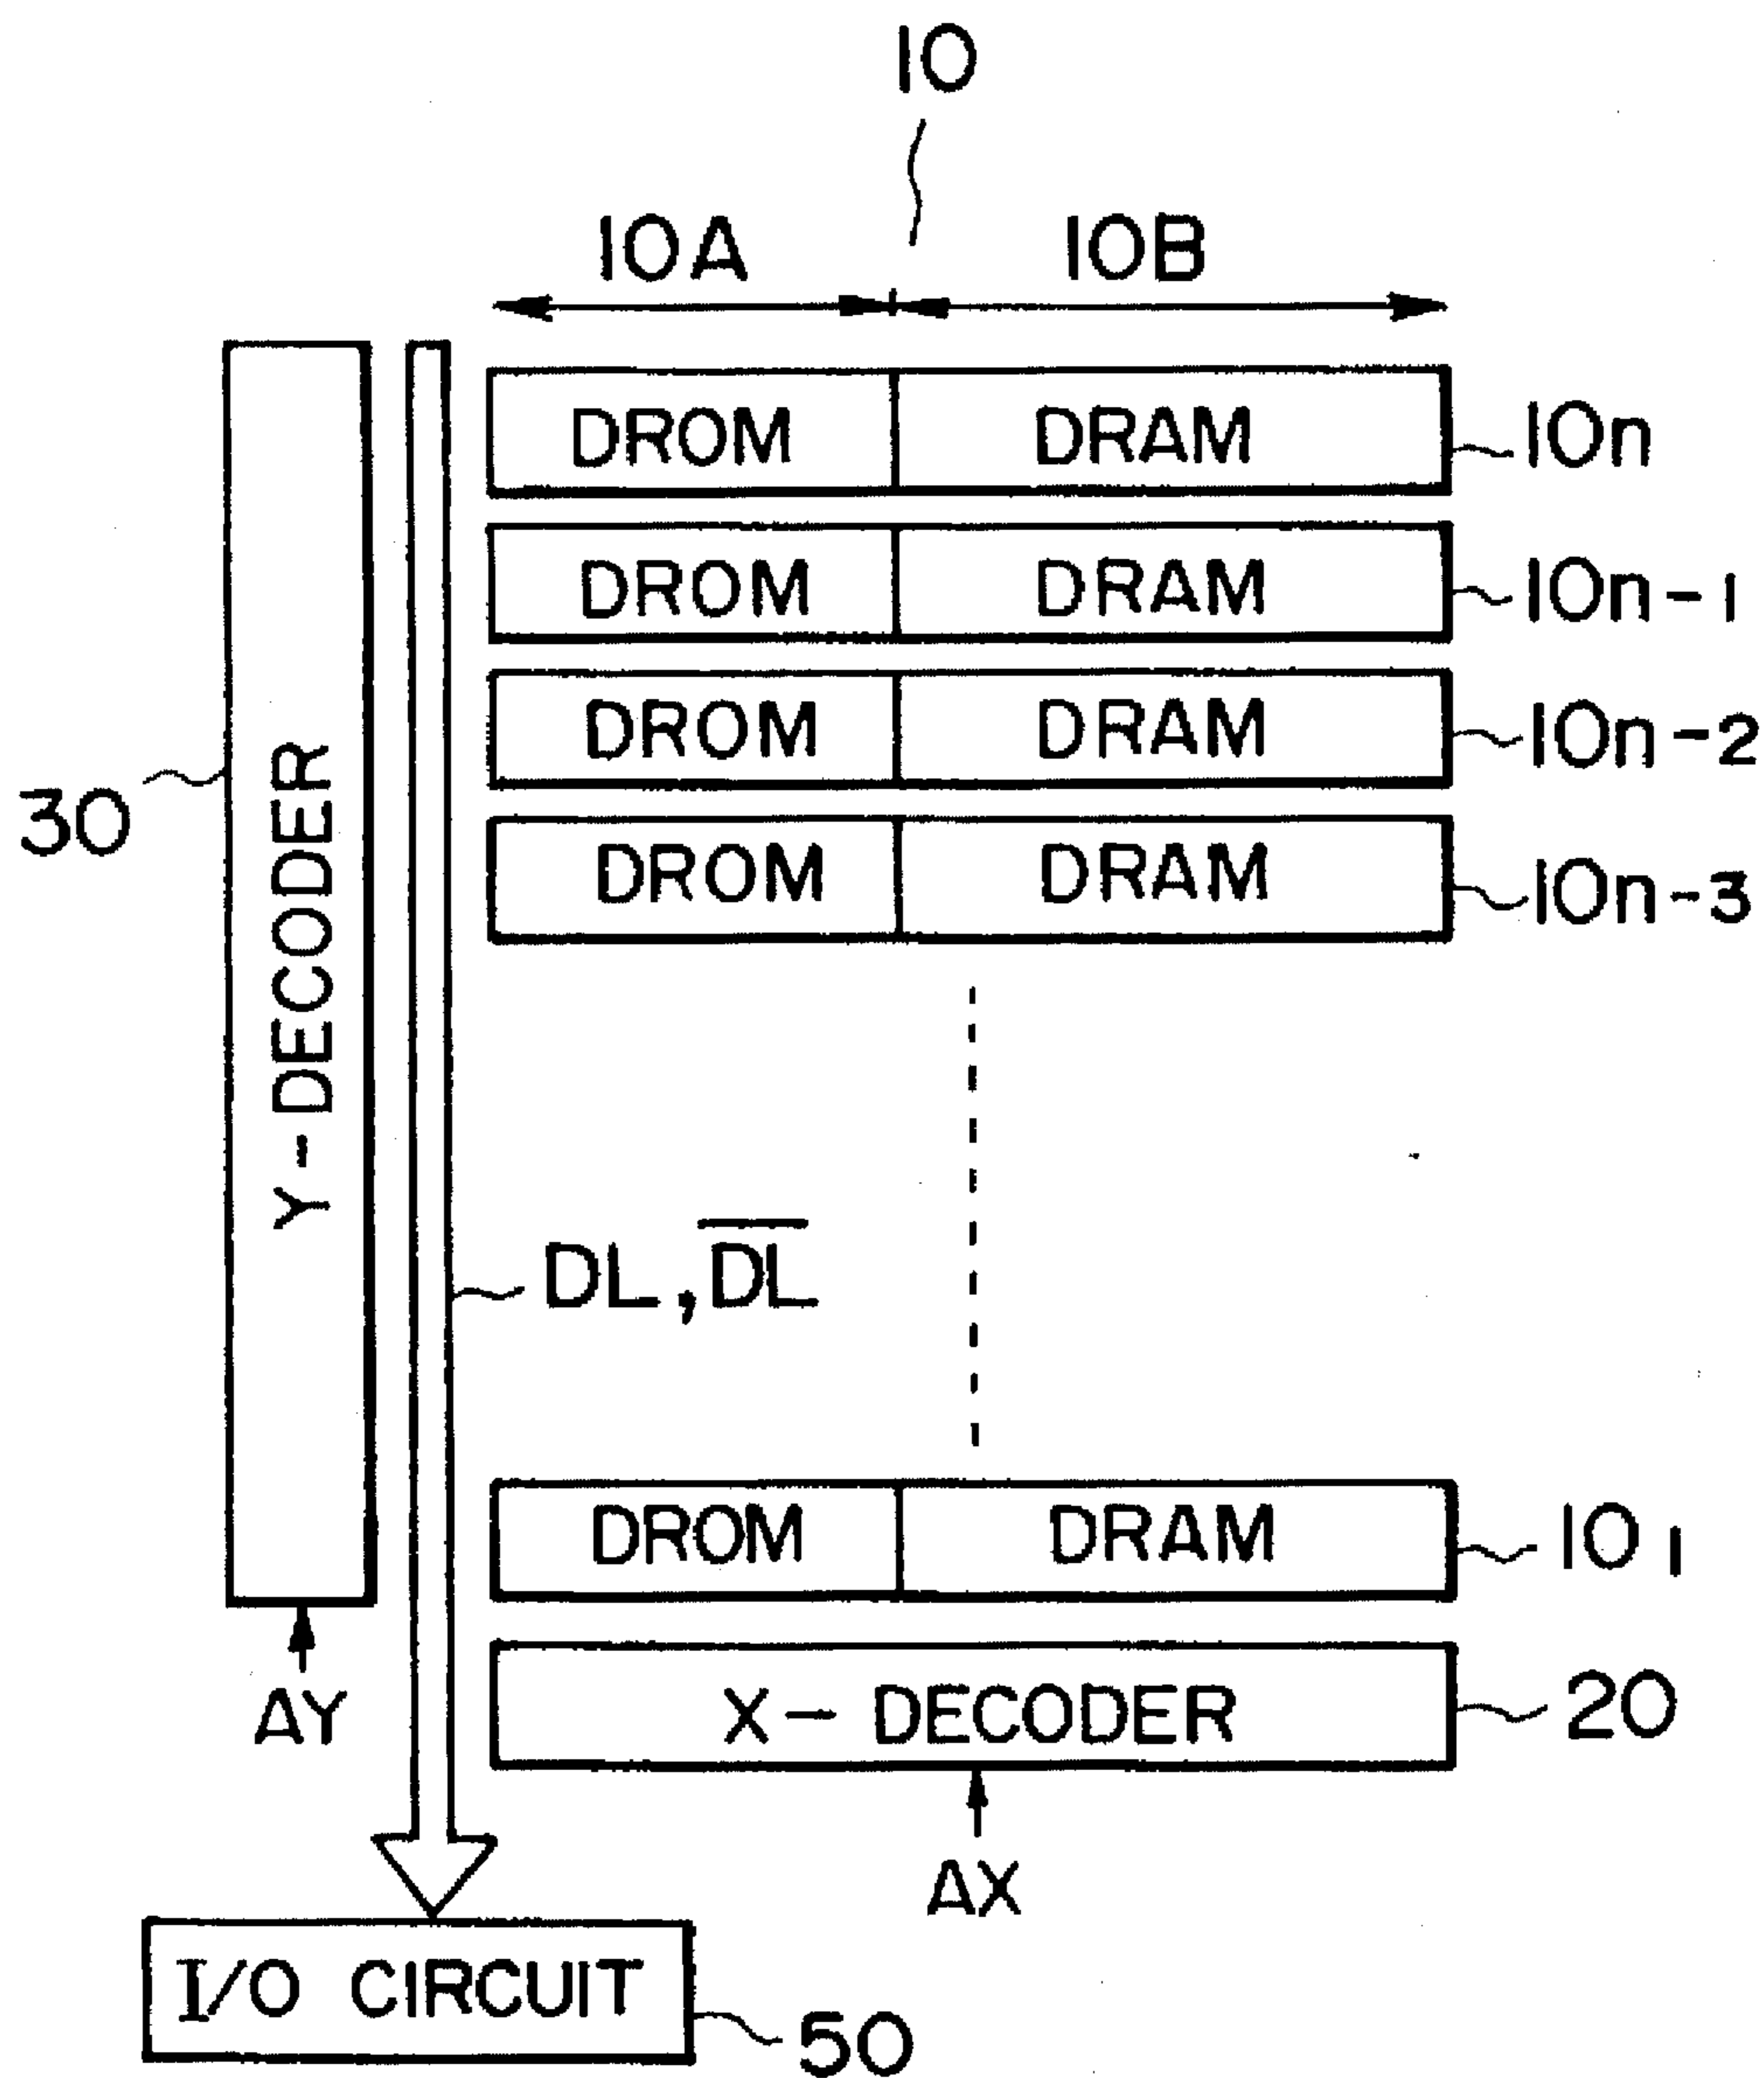 10
10A 10B
DROM DRAM 10n
DROM DRAM 10n-1
DROM DRAM 10n-2
DROM DRAM 10n-3
30 Y-DECODER
DL, D̅L̅
DROM DRAM 10₁
AY X-DECODER 20
AX
I/O CIRCUIT 50